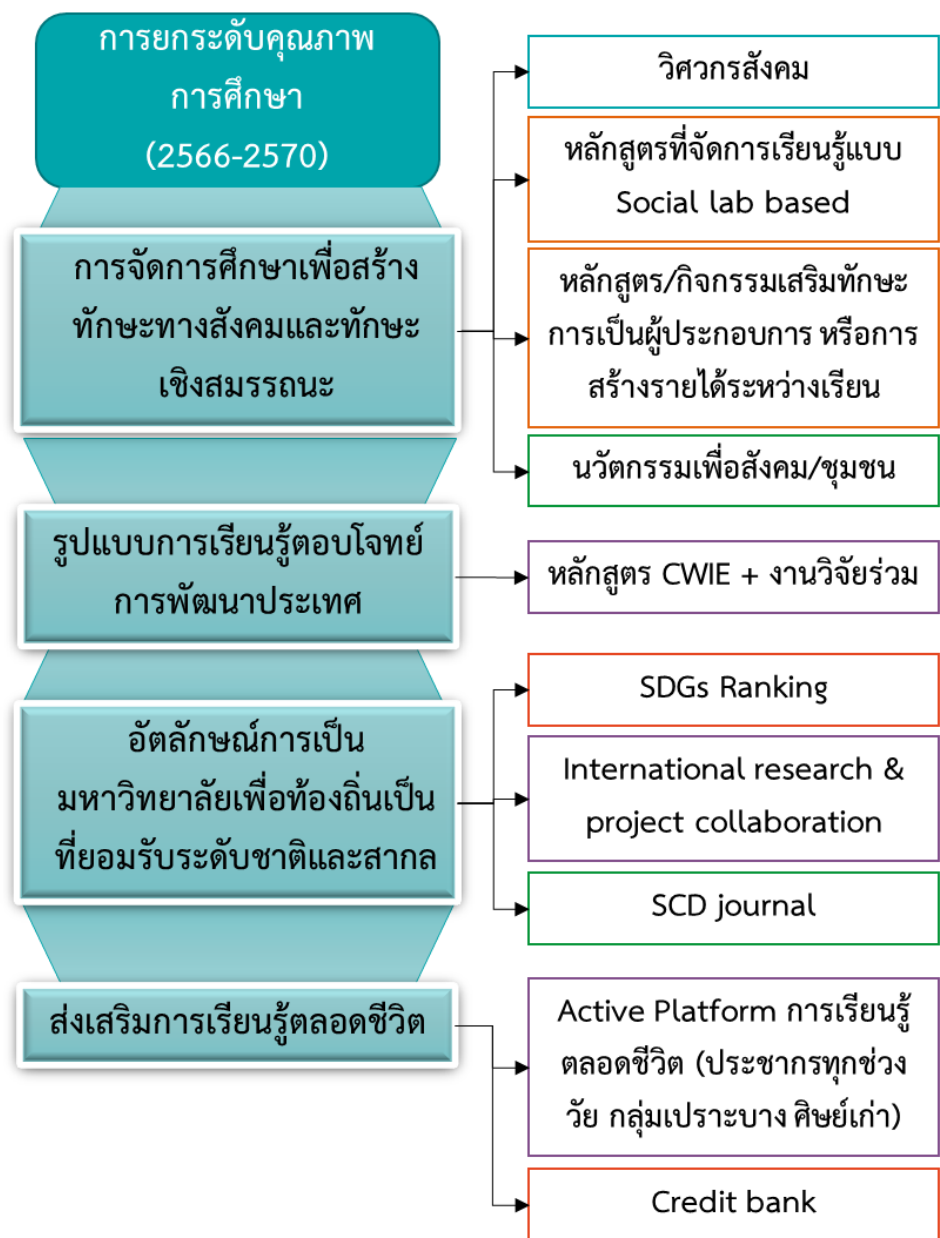 การยกระดับคุณภาพ
การศึกษา
(2566-2570)
การจัดการศึกษาเพื่อสร้าง
ทักษะทางสังคมและทักษะ
เชิงสมรรถนะ
วิศวกรสังคม
หลักสูตรที่จัดการเรียนรู้แบบ
Social lab based
หลักสูตร/กิจกรรมเสริมทักษะ
การเป็นผู้ประกอบการ หรือการ
สร้างรายได้ระหว่างเรียน
นวัตกรรมเพื่อสังคม/ชุมชน
รูปแบบการเรียนรู้ตอบโจทย์
การพัฒนาประเทศ
หลักสูตร CWIE + งานวิจัยร่วม
อัตลักษณ์การเป็น
มหาวิทยาลัยเพื่อท้องถิ่นเป็น
ที่ยอมรับระดับชาติและสากล
SDGs Ranking
International research &
project collaboration
SCD journal
ส่งเสริมการเรียนรู้ตลอดชีวิต
Active Platform การเรียนรู้
ตลอดชีวิต (ประชากรทุกช่วง
วัย กลุ่มเปราะบาง ศิษย์เก่า)
Credit bank